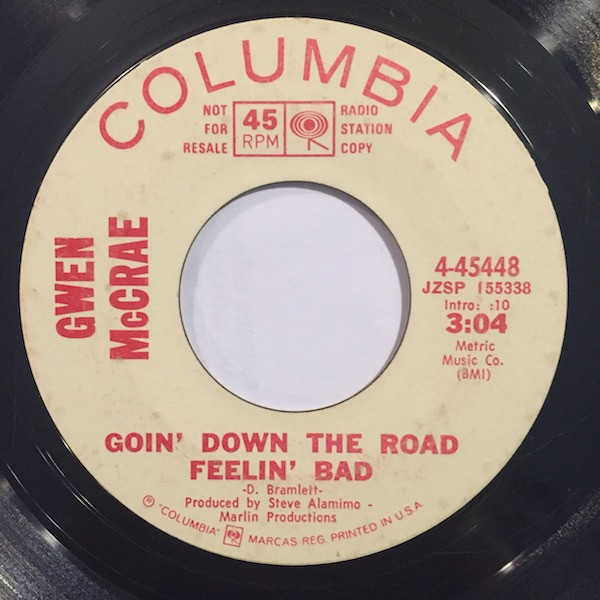 COLUMBIA
NOT FOR RESALE
45 RPM
RADIO STATION COPY
GWEN
McCRAE
4-45448
JZSP 155338
Intro: :10
3:04
Metric
Music Co.
(BMI)
GOIN' DOWN THE ROAD
FEELIN' BAD
-D. Bramlett-
Produced by Steve Alamimo -
Marlin Productions
® "COLUMBIA" MARCAS REG. PRINTED IN U.S.A